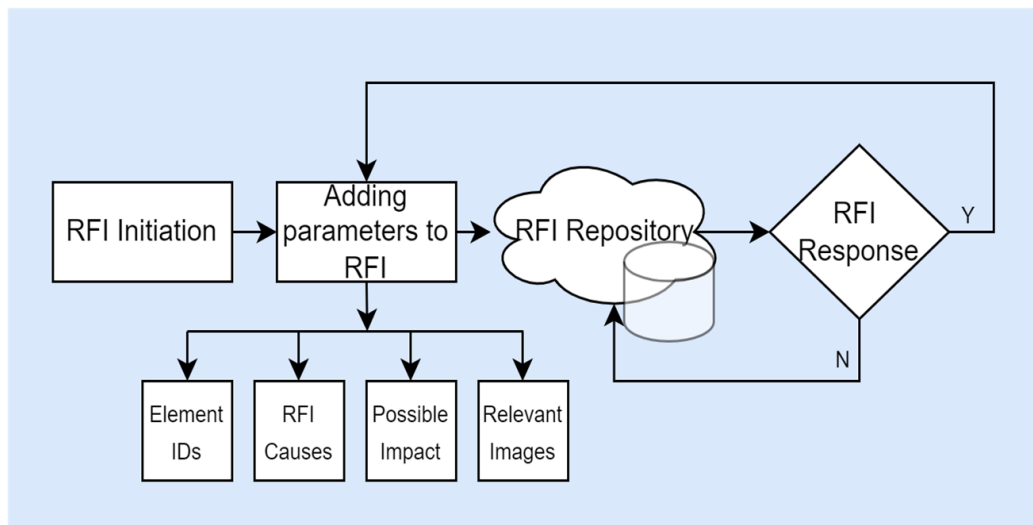 RFI Initiation
Adding
parameters to
RFI
RFI Repository
RFI
Response
Y
N
Element
IDs
RFI
Causes
Possible
Impact
Relevant
Images